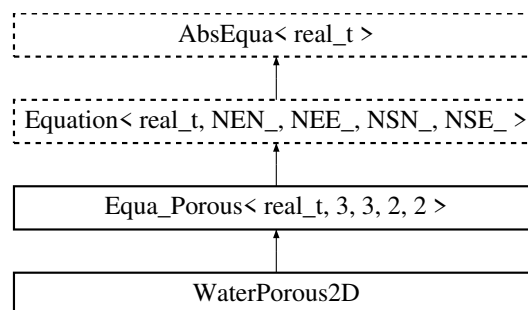 AbsEqua< real_t >
Equation< real_t, NEN_, NEE_, NSN_, NSE_ >
Equa_Porous< real_t, 3, 3, 2, 2 >
WaterPorous2D